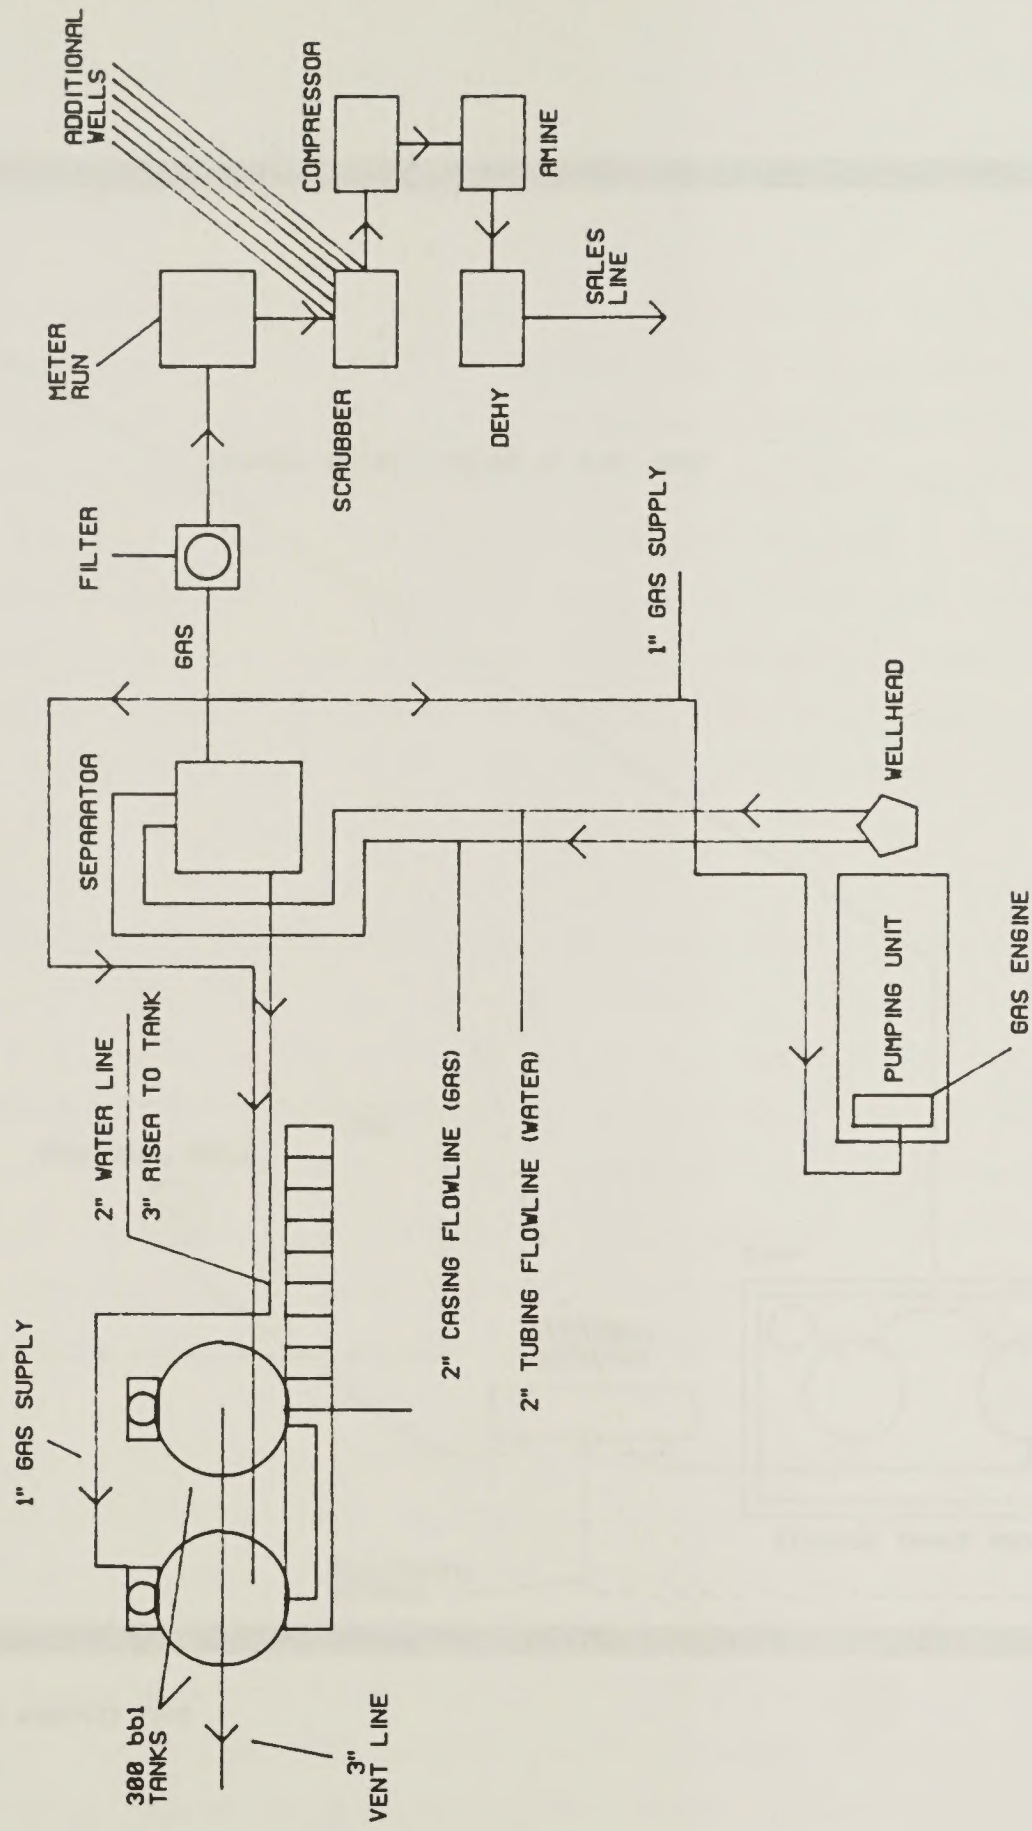 ADDITIONAL
WELLS
COMPRESSOR
AMINE
METER
RUN
SCRUBBER
SALES
LINE
DEHY
FILTER
GAS
1" GAS SUPPLY
SEPARATOR
WELLHEAD
2" WATER LINE
3" RISER TO TANK
PUMPING UNIT
GAS ENGINE
2" CASING FLOWLINE (GAS)
2" TUBING FLOWLINE (WATER)
1" GAS SUPPLY
300 bbl
TANKS
3"
VENT LINE